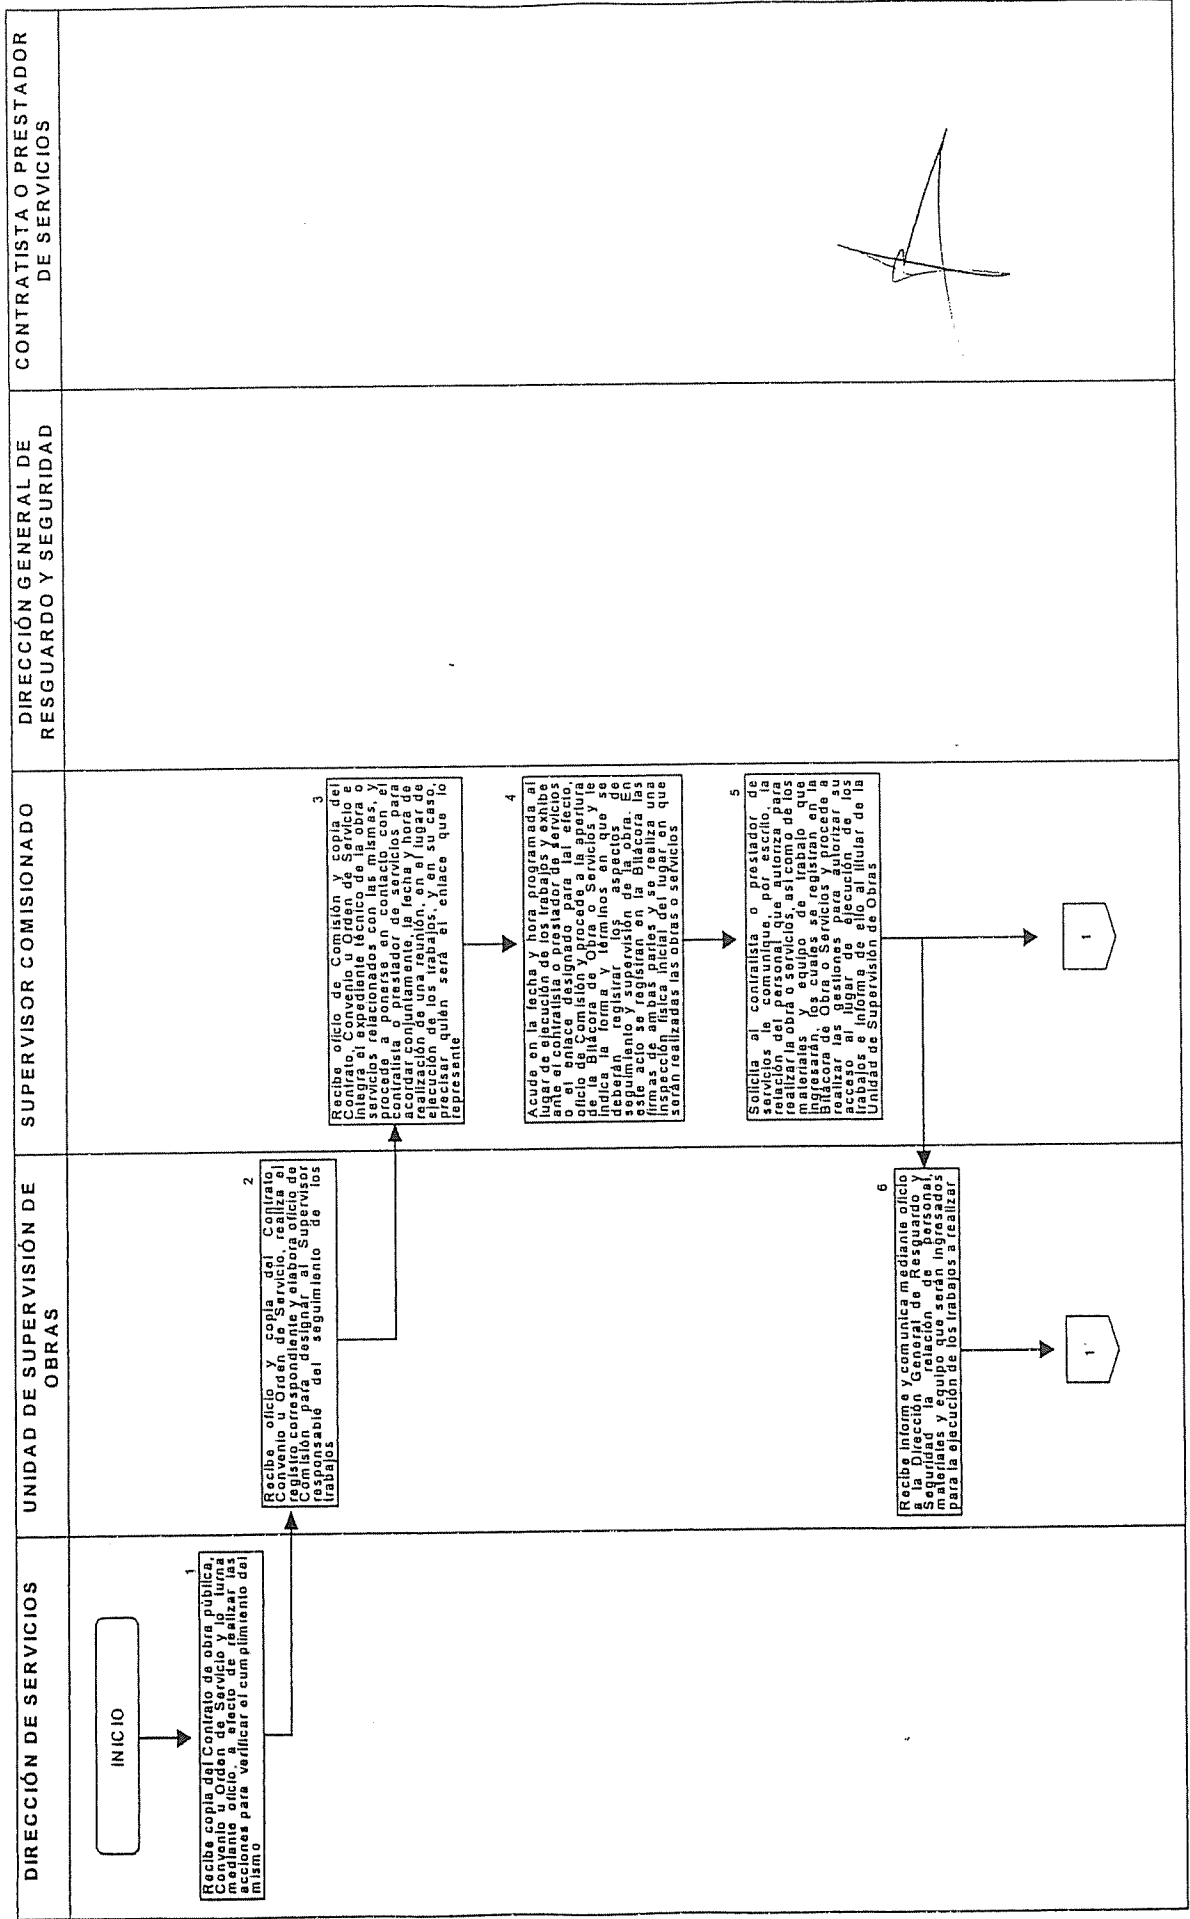 DIRECCIÓN DE SERVICIOS
UNIDAD DE SUPERVISIÓN DE
OBRAS
SUPERVISOR COMISIONADO
DIRECCIÓN GENERAL DE
RESGUARDO Y SEGURIDAD
CONTRATISTA O PRESTADOR
DE SERVICIOS
INICIO
1
Recibe copia del Contrato de obra pública,
Convenio u Orden de Servicio y lo turna
mediante oficio, a efecto de realizar las
acciones para verificar el cumplimiento del
mismo
2
Recibe oficio y copia del Contrato,
Convenio u Orden de Servicio, realiza el
registro correspondiente y elabora oficio de
Comisión para designar al Supervisor
responsable del seguimiento de los
trabajos
3
Recibe oficio de Comisión y copia del
Contrato, Convenio u Orden de Servicio e
integra el expediente técnico de la obra o
servicios relacionados con las mismas, y
procede a ponerse en contacto con el
contratista o prestador de servicios para
acordar conjuntamente, la fecha y hora de
realización de una reunión, en el lugar de
ejecución de los trabajos, y en su caso,
precisar quién será el enlace que lo
represente
4
Acude en la fecha y hora programada al
lugar de ejecución de los trabajos y exhibe
ante el contratista o prestador de servicios
o el enlace designado para tal efecto,
oficio de Comisión y procede a la apertura
de la Bitácora de Obra o Servicios y le
indica la forma y términos en que se
deberán registrar los aspectos de
seguimiento y supervisión de la obra. En
este acto se registran en la Bitácora las
firmas de ambas partes y se realiza una
inspección física inicial del lugar en que
serán realizadas las obras o servicios
5
Solicita al contratista o prestador de
servicios le comunique, por escrito, la
relación del personal que autoriza para
realizar la obra o servicios, así como de los
materiales y equipo de trabajo que
ingresarán, los cuales se registran en la
Bitácora de Obra o Servicios y procede a
realizar las gestiones para autorizar su
acceso al lugar de ejecución de los
trabajos e informa de ello al titular de la
Unidad de Supervisión de Obras
6
Recibe informe y comunica mediante oficio
a la Dirección General de Resguardo y
Seguridad la relación de personal,
materiales y equipo que serán ingresados
para la ejecución de los trabajos a realizar
1
1'